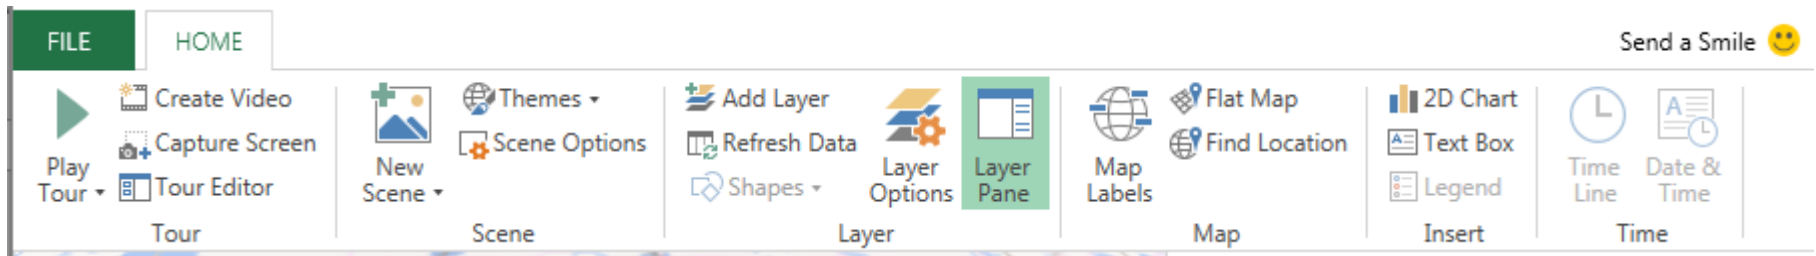 FILE
HOME
Send a Smile
Play
Tour
Create Video
Capture Screen
Tour Editor
Tour
New
Scene
Themes
Scene Options
Scene
Add Layer
Refresh Data
Shapes
Layer
Options
Layer
Pane
Layer
Map
Labels
Flat Map
Find Location
Map
2D Chart
Text Box
Legend
Insert
Time
Line
Date &
Time
Time